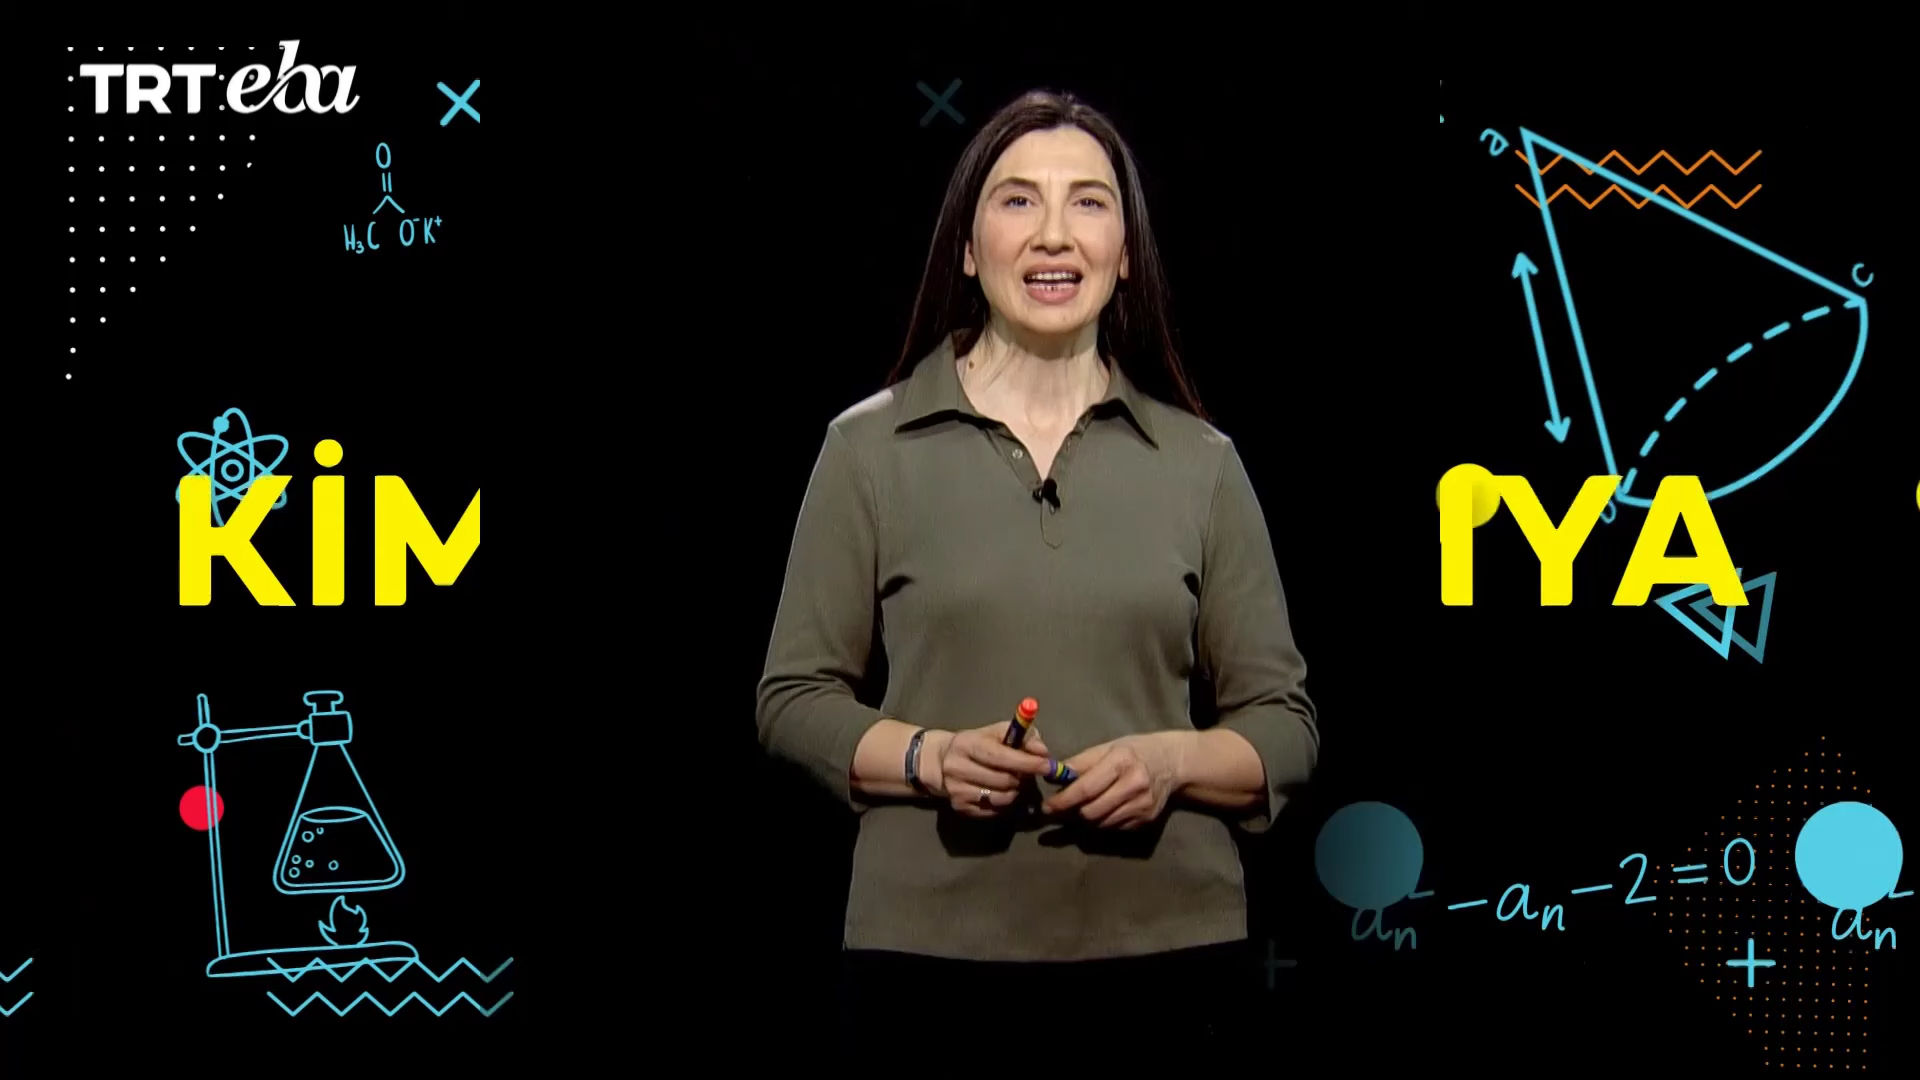 TRT eba
O
H₃C O⁻K⁺
a
c
KİM
IYA
b
aₙ – aₙ – 2 = 0
aₙ